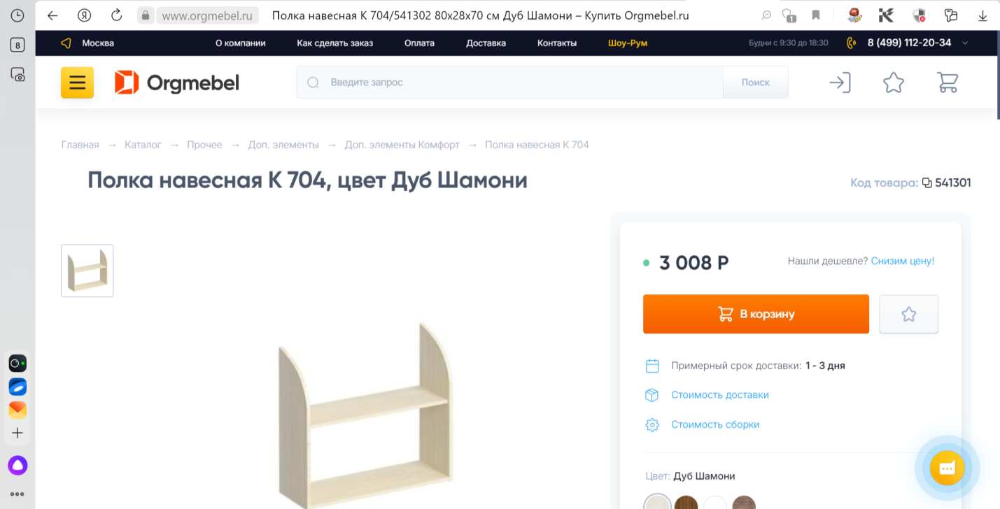 www.orgmebel.ru Полка навесная К 704/541302 80x28x70 см Дуб Шамони – Купить Orgmebel.ru
1
8
Москва О компании Как сделать заказ Оплата Доставка Контакты Шоу-Рум Будни с 9:30 до 18:30 8 (499) 112-20-34
Orgmebel Введите запрос Поиск
Главная → Каталог → Прочее → Доп. элементы → Доп. элементы Комфорт → Полка навесная К 704
Полка навесная К 704, цвет Дуб Шамони
Код товара: 541301
3 008 Р Нашли дешевле? Снизим цену!
В корзину
Примерный срок доставки: 1 - 3 дня
Стоимость доставки
Стоимость сборки
Цвет: Дуб Шамони